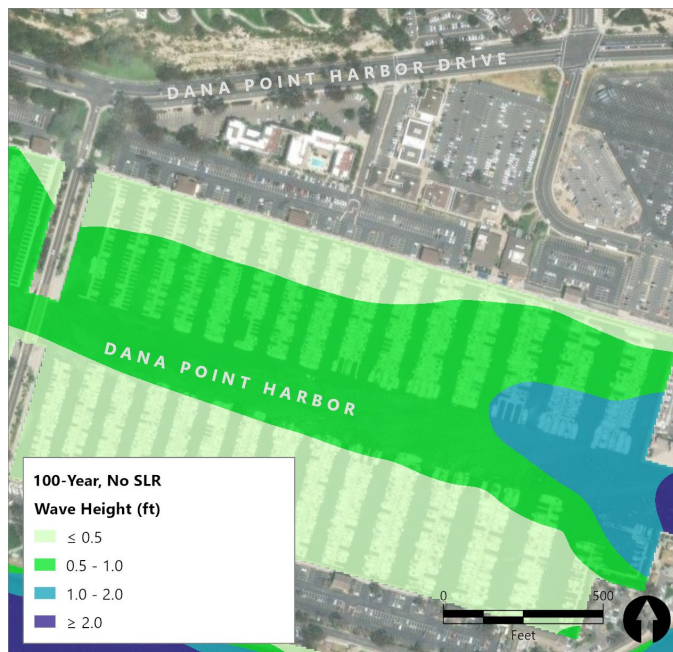 DANA POINT HARBOR DRIVE
DANA POINT HARBOR
100-Year, No SLR
Wave Height (ft)
≤ 0.5
0.5 - 1.0
1.0 - 2.0
≥ 2.0
0 500
Feet